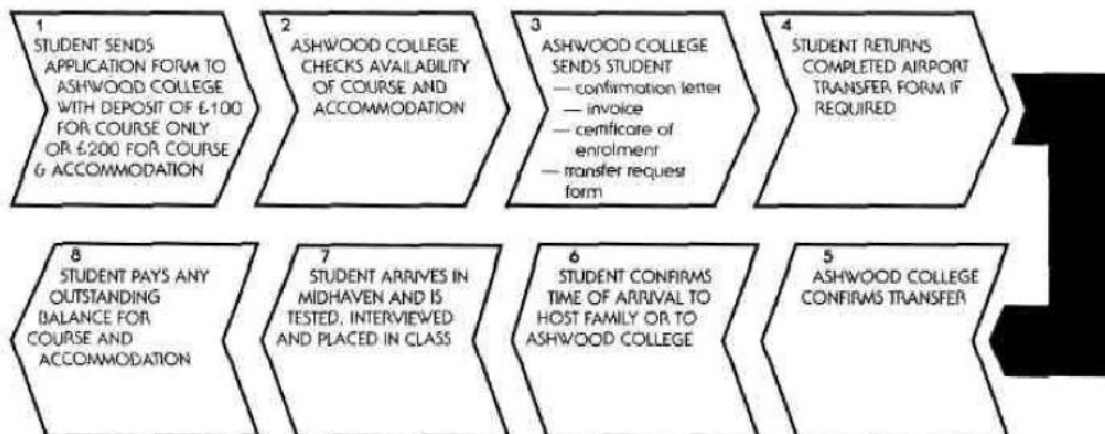 1
STUDENT SENDS
APPLICATION FORM TO
ASHWOOD COLLEGE
WITH DEPOSIT OF £100
FOR COURSE ONLY
OR £200 FOR COURSE
& ACCOMMODATION
2
ASHWOOD COLLEGE
CHECKS AVAILABILITY
OF COURSE AND
ACCOMMODATION
3
ASHWOOD COLLEGE
SENDS STUDENT
— confirmation letter
— invoice
— certificate of
enrolment
— transfer request
form
4
STUDENT RETURNS
COMPLETED AIRPORT
TRANSFER FORM IF
REQUIRED
5
ASHWOOD COLLEGE
CONFIRMS TRANSFER
6
STUDENT CONFIRMS
TIME OF ARRIVAL TO
HOST FAMILY OR TO
ASHWOOD COLLEGE
7
STUDENT ARRIVES IN
MIDHAVEN AND IS
TESTED, INTERVIEWED
AND PLACED IN CLASS
8
STUDENT PAYS ANY
OUTSTANDING
BALANCE FOR
COURSE AND
ACCOMMODATION